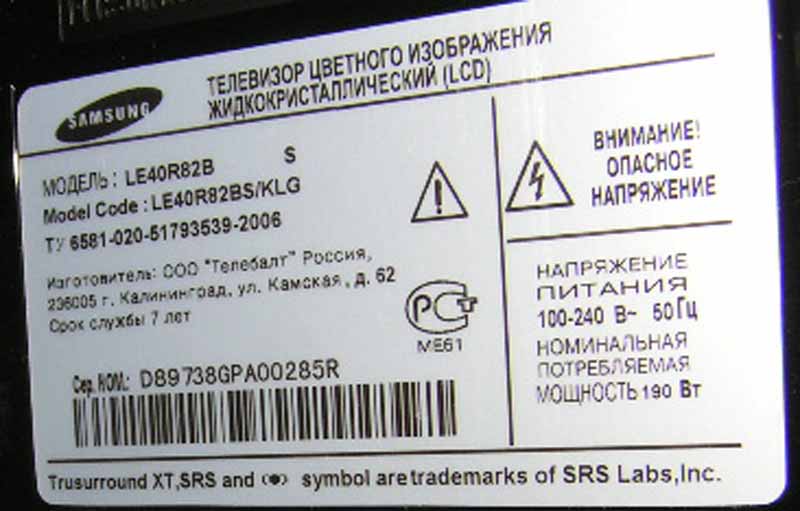 SAMSUNG
ТЕЛЕВИЗОР ЦВЕТНОГО ИЗОБРАЖЕНИЯ
ЖИДКОКРИСТАЛЛИЧЕСКИЙ (LCD)
МОДЕЛЬ: LE40R82B S
Model Code : LE40R82BS/KLG
ТУ 6581-020-51793539-2006
Изготовитель: ООО "Телебалт" Россия,
236005 г. Калининград, ул. Камская, д. 62
Срок службы 7 лет
РСТ
МЕ61
Сер. НОМ.: D89738GPA00285R
ВНИМАНИЕ!
ОПАСНОЕ
НАПРЯЖЕНИЕ
НАПРЯЖЕНИЕ
ПИТАНИЯ
100-240 В~ 50Гц
НОМИНАЛЬНАЯ
ПОТРЕБЛЯЕМАЯ
МОЩНОСТЬ 190 Вт
Trusurround XT,SRS and (●) symbol are trademarks of SRS Labs,Inc.